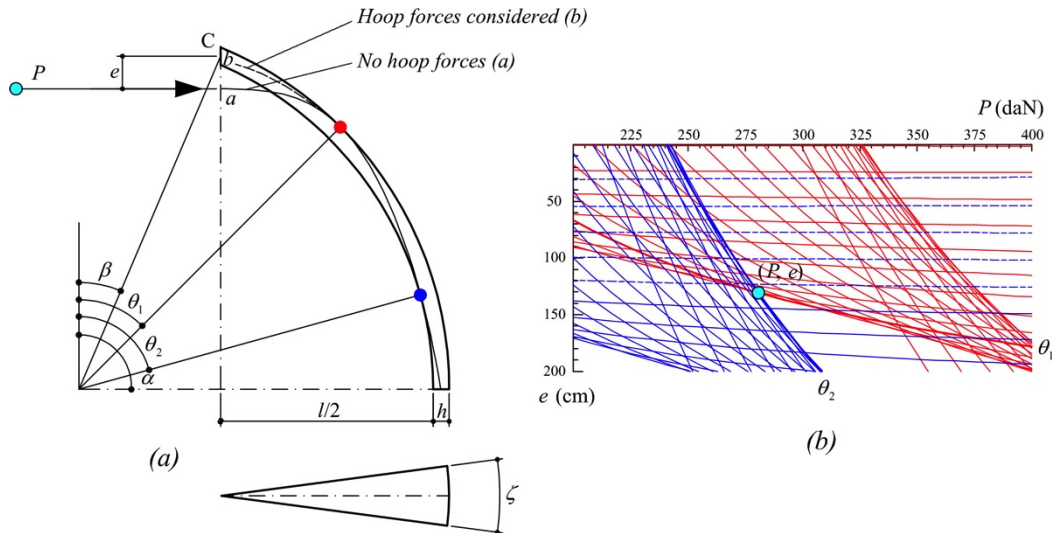 Hoop forces considered (b)
No hoop forces (a)
C
b
e
P
a
β
θ1
θ2
α
l/2
h
(a)
ζ
P (daN)
225 250 275 300 325 350 375 400
50
100
150
200
(P, e)
θ1
θ2
e (cm)
(b)